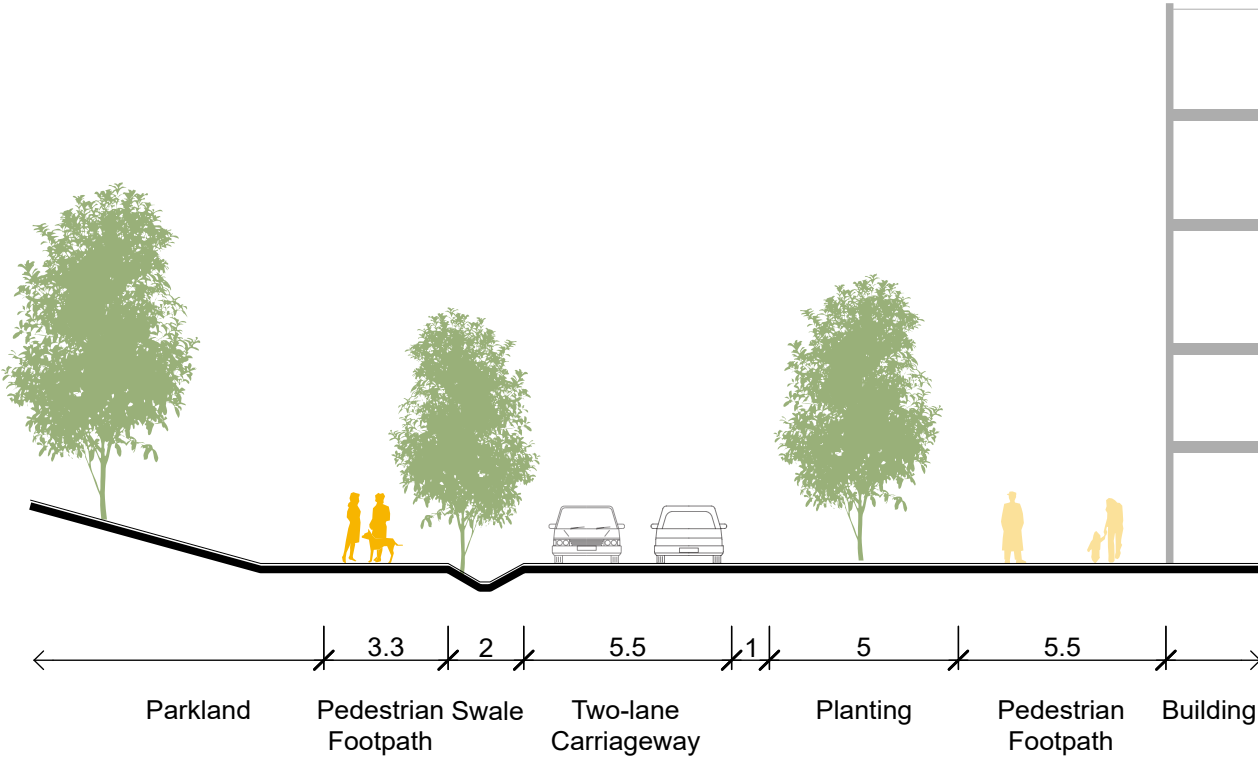 3.3 2 5.5 1 5 5.5
Parkland
Pedestrian
Footpath
Swale
Two-lane
Carriageway
Planting
Pedestrian
Footpath
Building